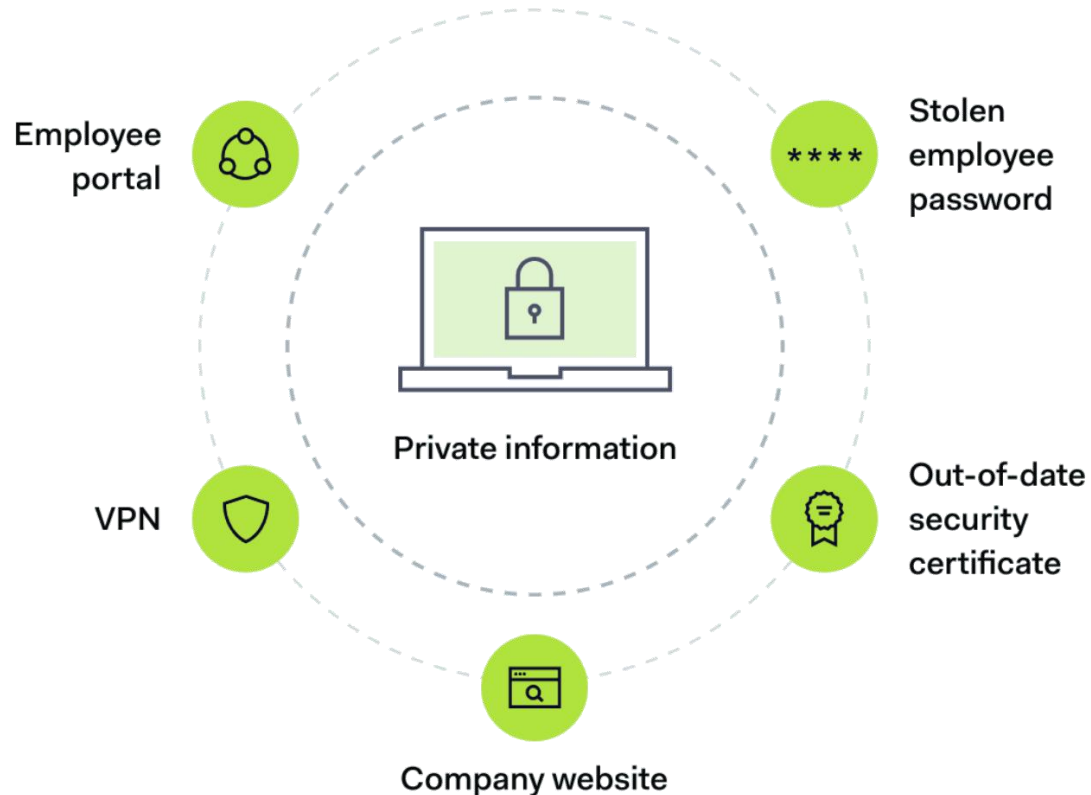 Employee
portal
****
Stolen
employee
password
Private information
VPN
Out-of-date
security
certificate
Company website